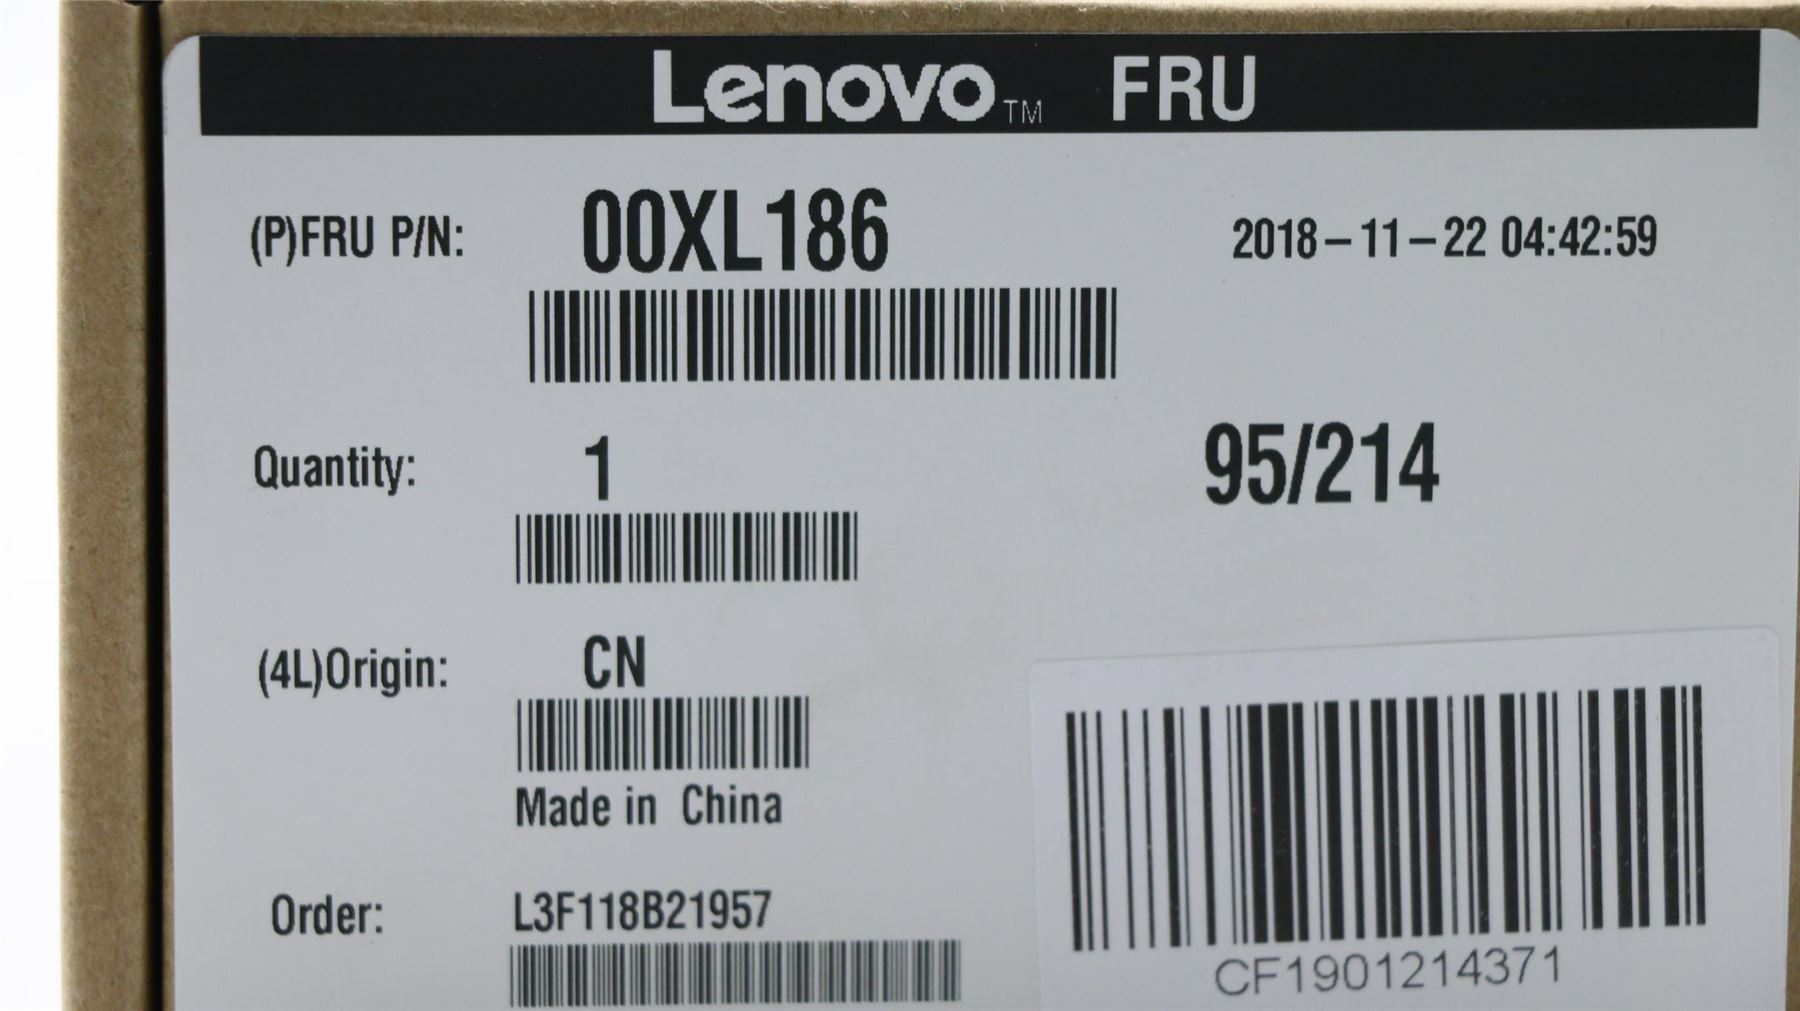 Lenovo™ FRU
(P)FRU P/N: 00XL186 2018-11-22 04:42:59
Quantity: 1 95/214
(4L)Origin: CN
Made in China
Order: L3F118B21957
CF1901214371